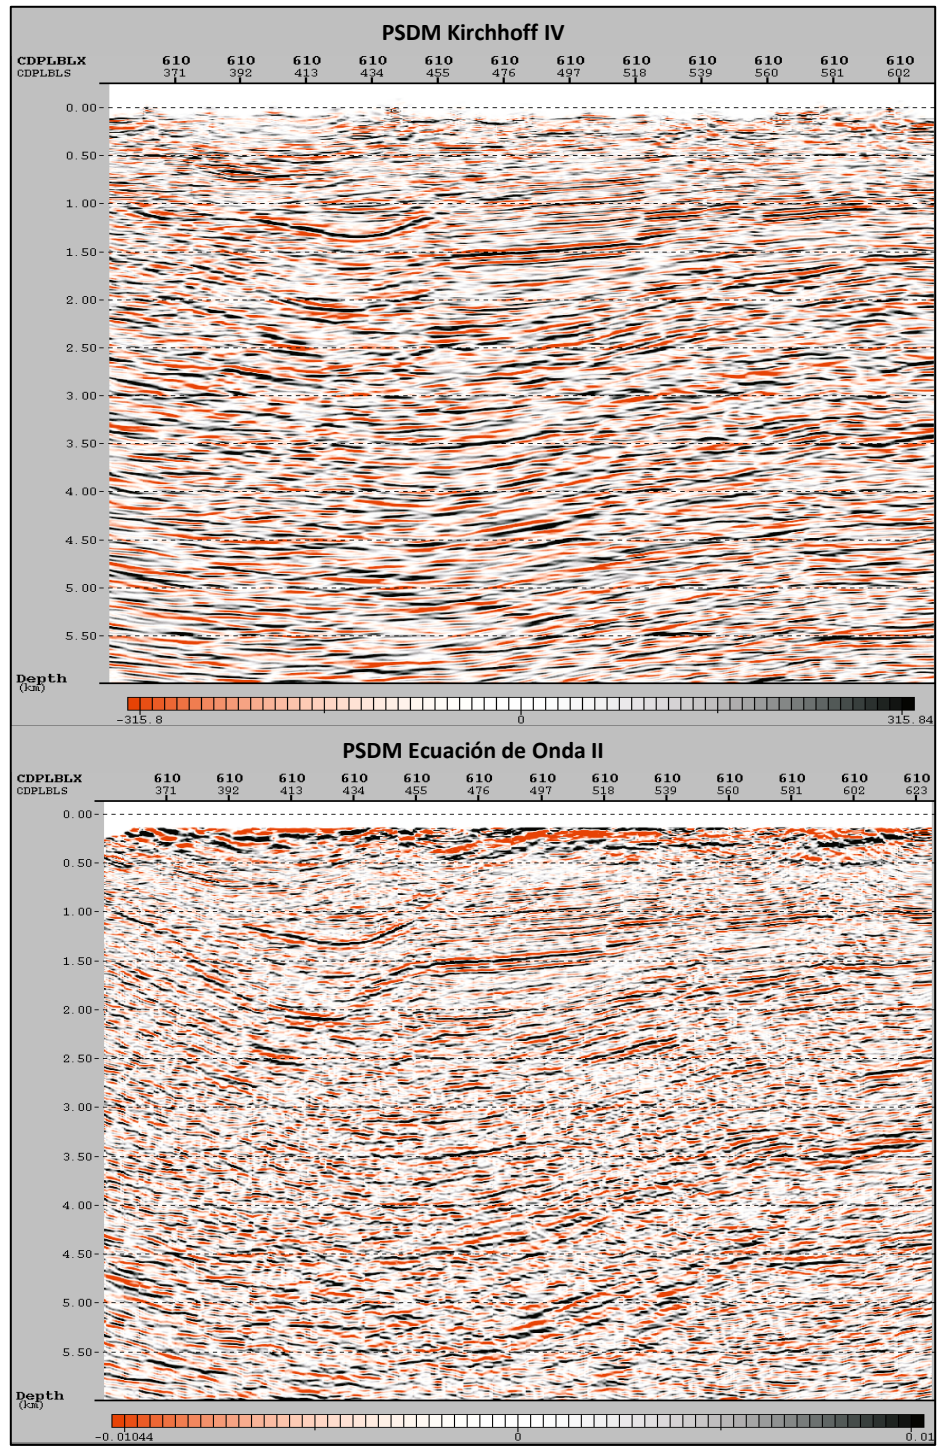 PSDM Kirchhoff IV
CDPLBLX 610 610 610 610 610 610 610 610 610 610 610 610
CDPLBLS 371 392 413 434 455 476 497 518 539 560 581 602
0.00
0.50
1.00
1.50
2.00
2.50
3.00
3.50
4.00
4.50
5.00
5.50
Depth
(km)
-315.8 0 315.84
PSDM Ecuación de Onda II
CDPLBLX 610 610 610 610 610 610 610 610 610 610 610 610 610
CDPLBLS 371 392 413 434 455 476 497 518 539 560 581 602 623
0.00
0.50
1.00
1.50
2.00
2.50
3.00
3.50
4.00
4.50
5.00
5.50
Depth
(km)
-0.01044 0 0.01